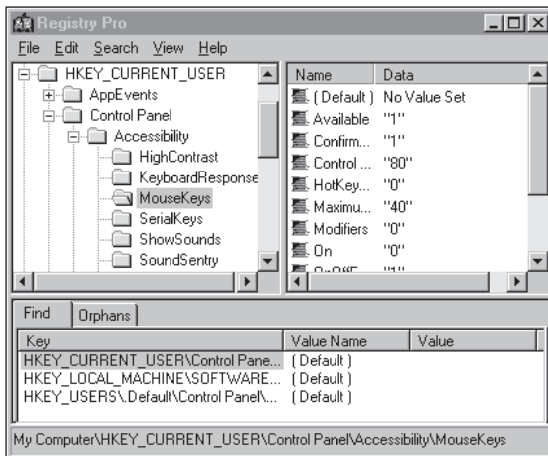 Registry Pro
File Edit Search View Help
HKEY_CURRENT_USER
AppEvents
Control Panel
Accessibility
HighContrast
KeyboardResponse
MouseKeys
SerialKeys
ShowSounds
SoundSentry
Name Data
(Default) No Value Set
Available "1"
Confirm... "1"
Control ... "80"
HotKey... "0"
Maximu... "40"
Modifiers "0"
On "0"
Find Orphans
Key Value Name Value
HKEY_CURRENT_USER\Control Pane... (Default)
HKEY_LOCAL_MACHINE\SOFTWARE... (Default)
HKEY_USERS\.Default\Control Panel\... (Default)
My Computer\HKEY_CURRENT_USER\Control Panel\Accessibility\MouseKeys